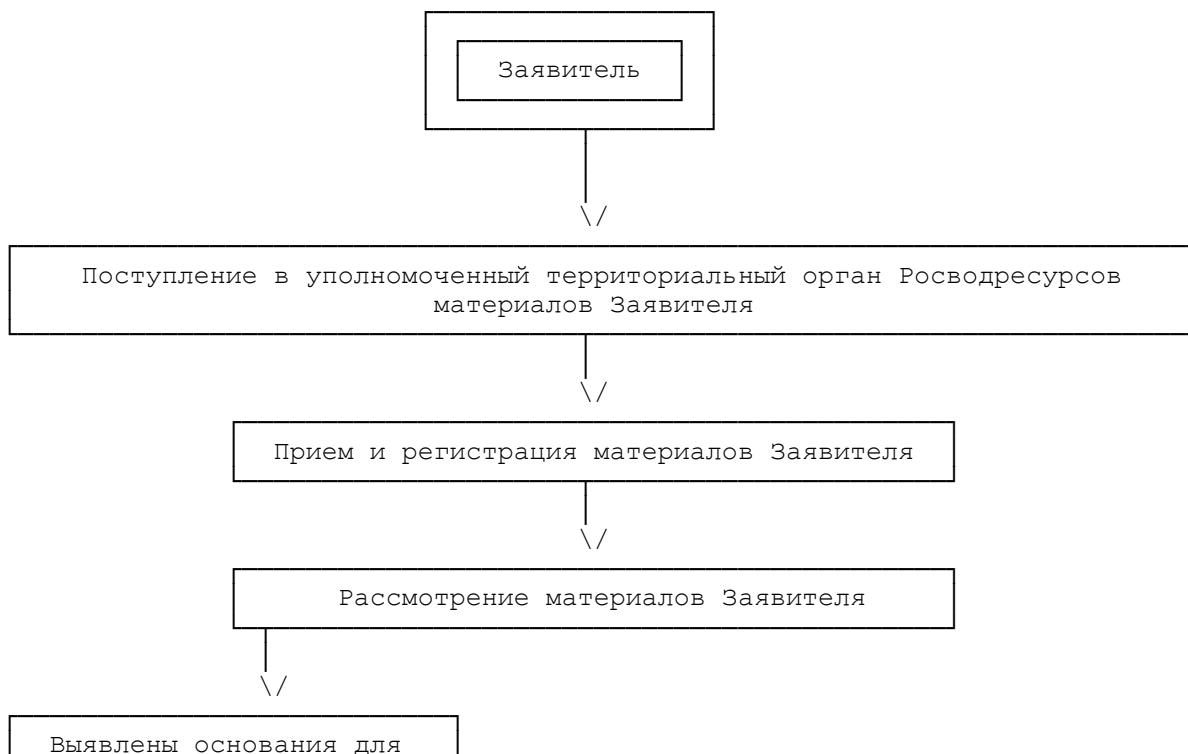 Заявитель
Поступление в уполномоченный территориальный орган Росводресурсов
материалов Заявителя
Прием и регистрация материалов Заявителя
Рассмотрение материалов Заявителя
Выявлены основания для